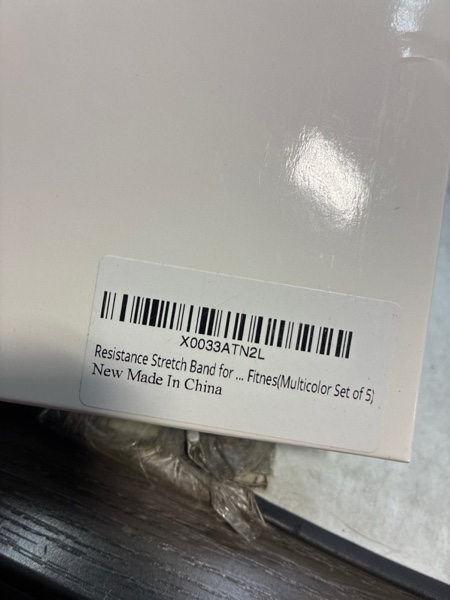 X0033ATN2L
Resistance Stretch Band for ... Fitnes(Multicolor Set of 5)
New Made In China